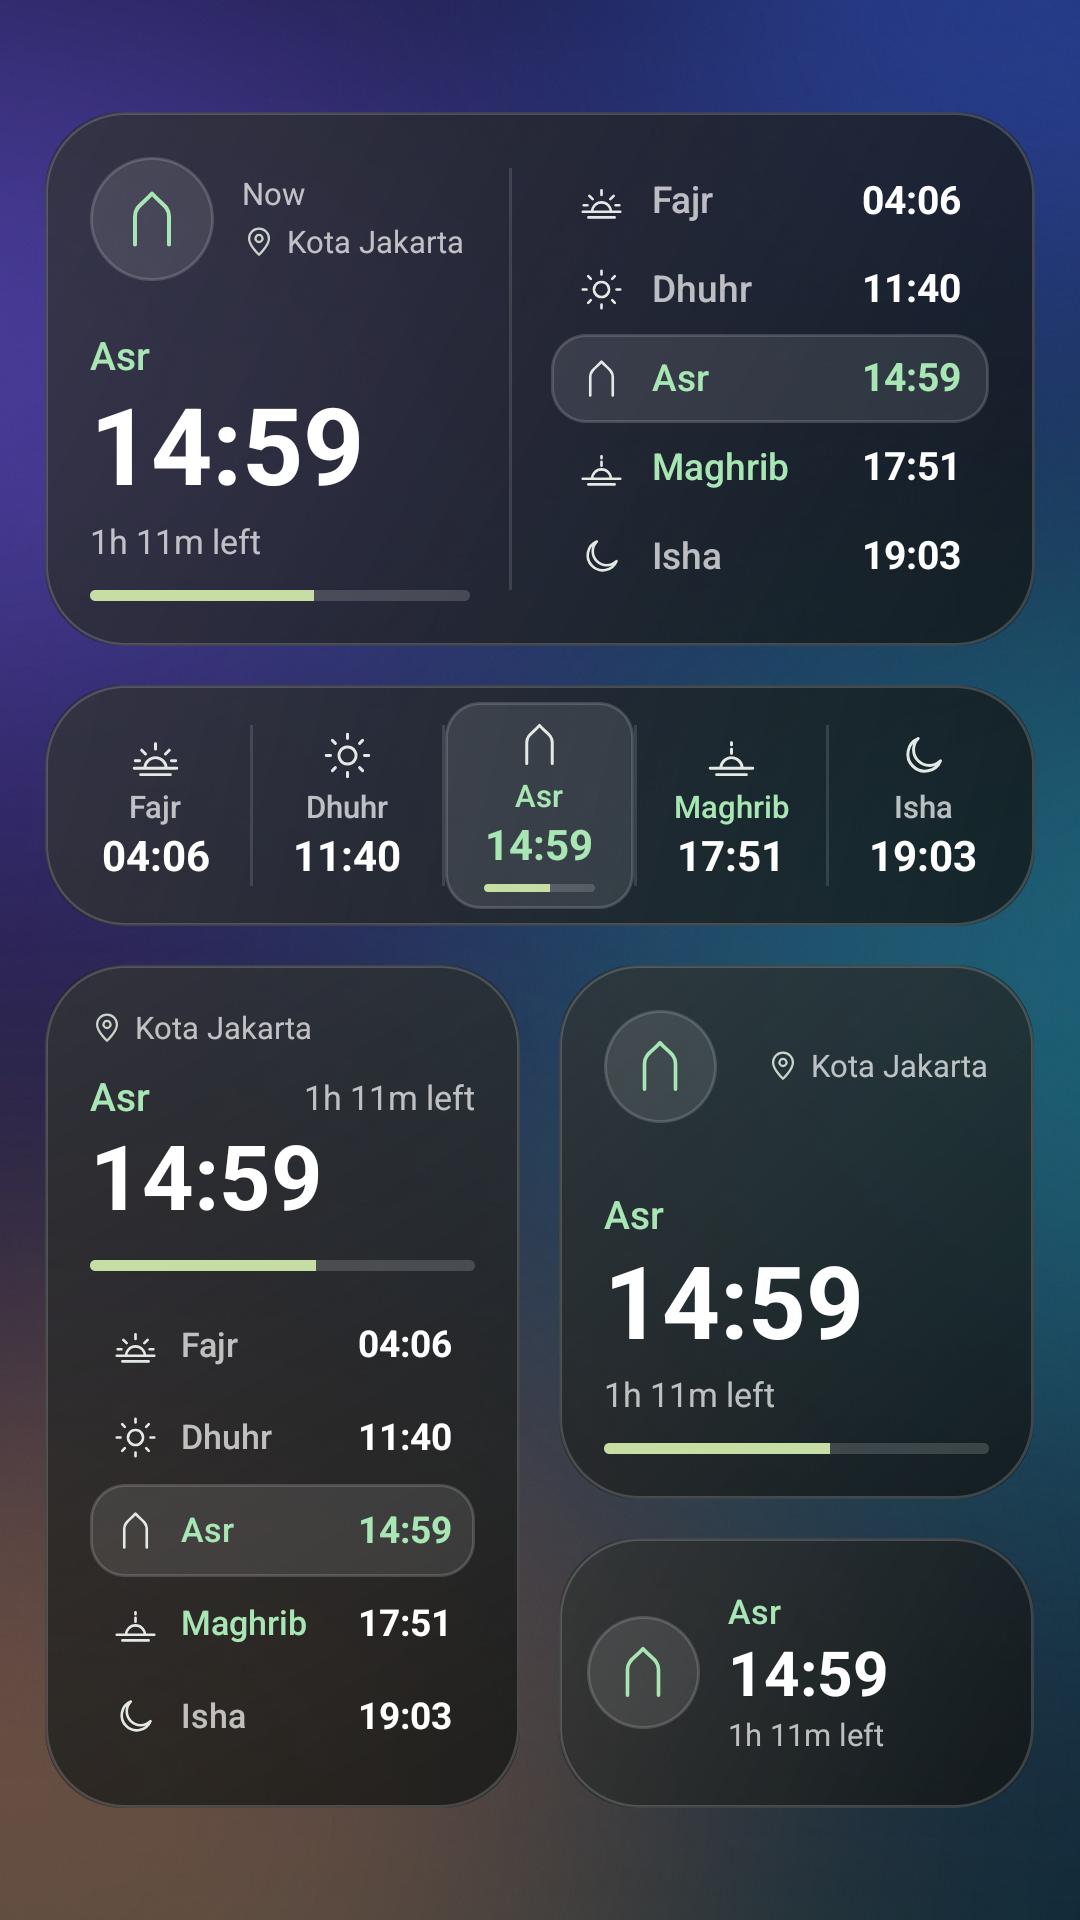 Now
Kota Jakarta
Asr
14:59
1h 11m left
Fajr 04:06
Dhuhr 11:40
Asr 14:59
Maghrib 17:51
Isha 19:03
Fajr
04:06
Dhuhr
11:40
Asr
14:59
Maghrib
17:51
Isha
19:03
Kota Jakarta
Asr 1h 11m left
14:59
Fajr 04:06
Dhuhr 11:40
Asr 14:59
Maghrib 17:51
Isha 19:03
Kota Jakarta
Asr
14:59
1h 11m left
Asr
14:59
1h 11m left